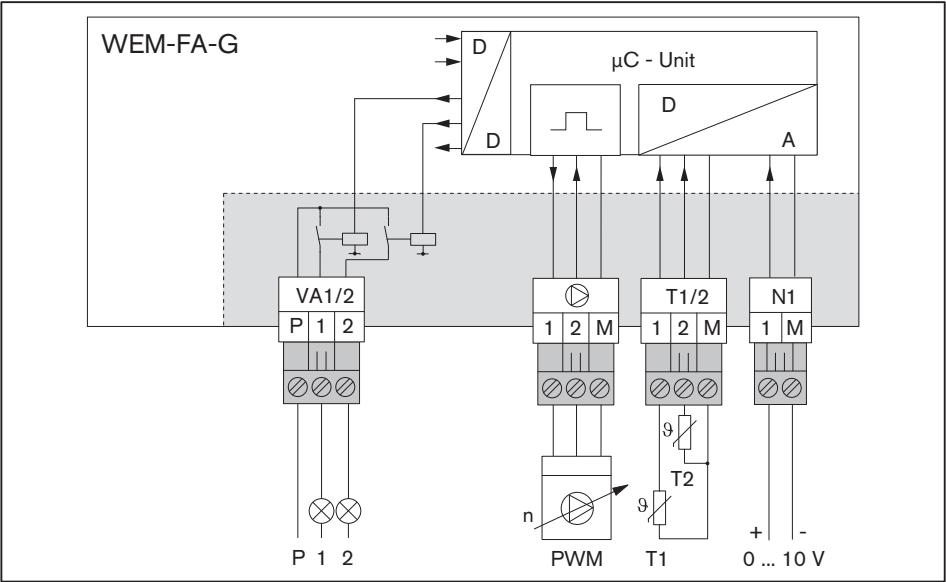 WEM-FA-G
D
D
µC - Unit
D
A
VA1/2
P 1 2
1 2 M
T1/2
1 2 M
N1
1 M
ϑ
T2
ϑ
n
+ -
P 1 2
PWM
T1
0 ... 10 V